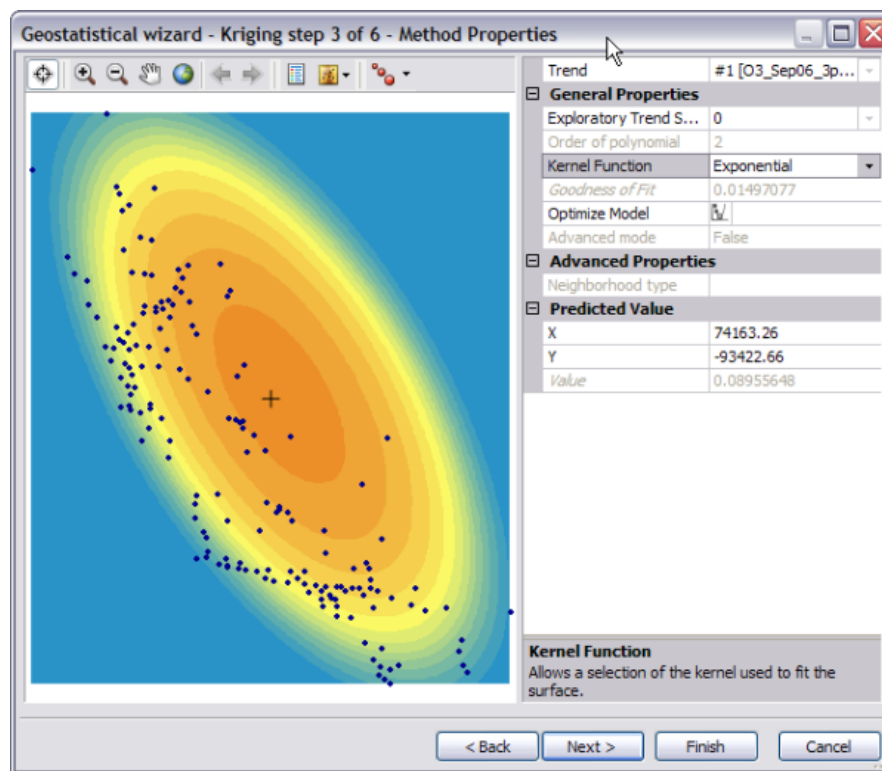 Geostatistical wizard - Kriging step 3 of 6 - Method Properties
Trend #1 [O3_Sep06_3p...
General Properties
Exploratory Trend S... 0
Order of polynomial 2
Kernel Function Exponential
Goodness of Fit 0.01497077
Optimize Model
Advanced mode False
Advanced Properties
Neighborhood type
Predicted Value
X 74163.26
Y -93422.66
Value 0.08955648
Kernel Function
Allows a selection of the kernel used to fit the
surface.
< Back Next > Finish Cancel